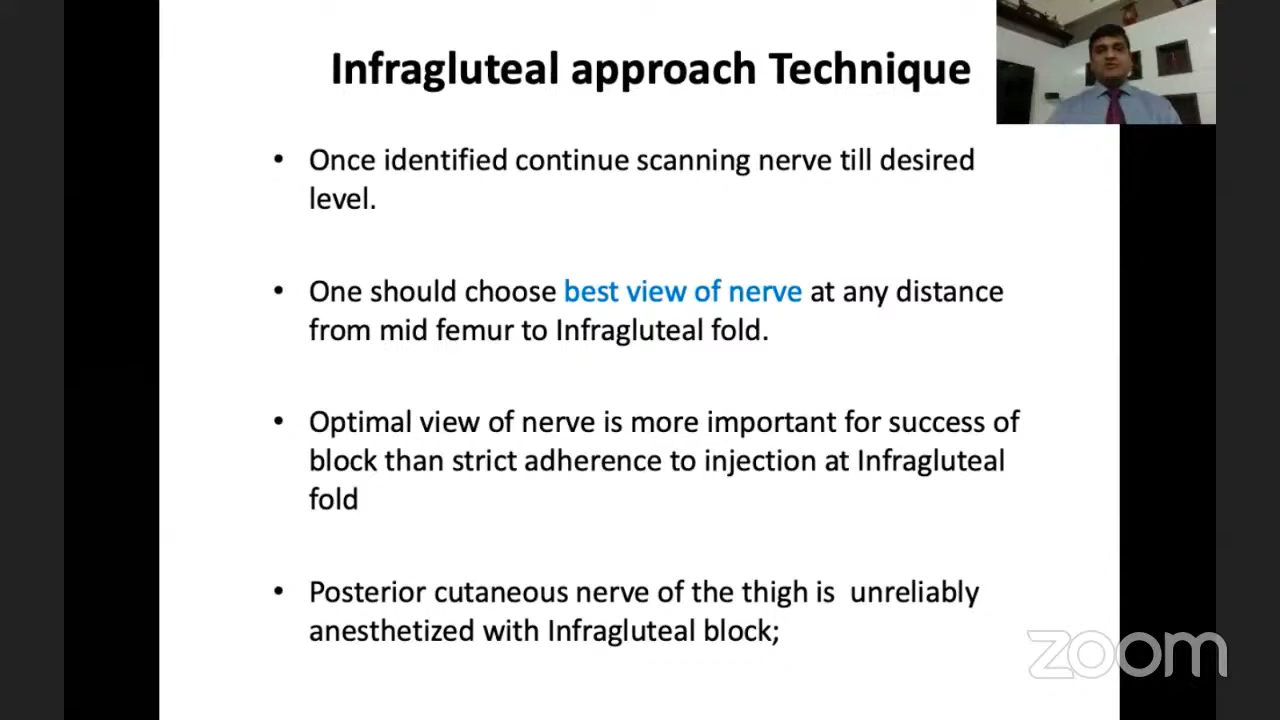 Infragluteal approach Technique
• Once identified continue scanning nerve till desired
level.
• One should choose best view of nerve at any distance
from mid femur to Infragluteal fold.
• Optimal view of nerve is more important for success of
block than strict adherence to injection at Infragluteal
fold
• Posterior cutaneous nerve of the thigh is  unreliably
anesthetized with Infragluteal block;
zoom